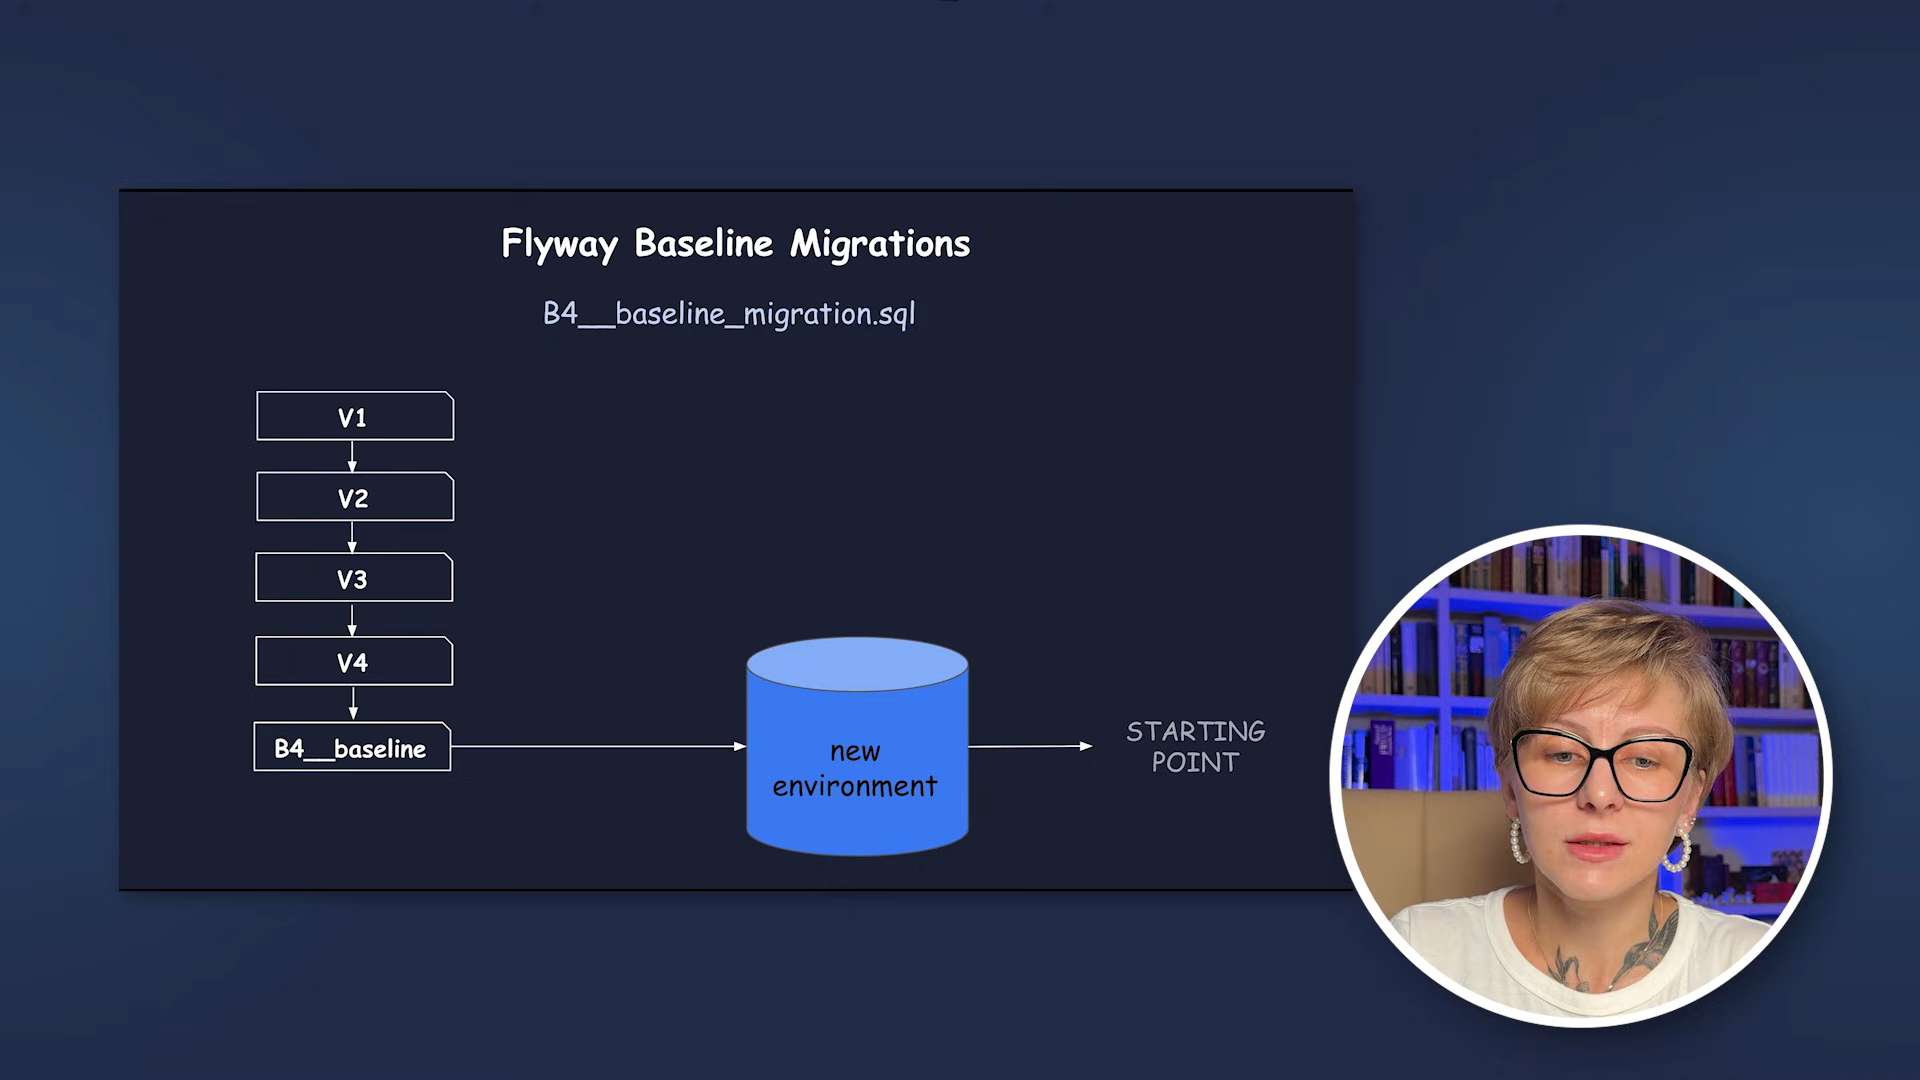 Flyway Baseline Migrations
B4__baseline_migration.sql
V1
V2
V3
V4
B4__baseline
new
environment
STARTING
POINT